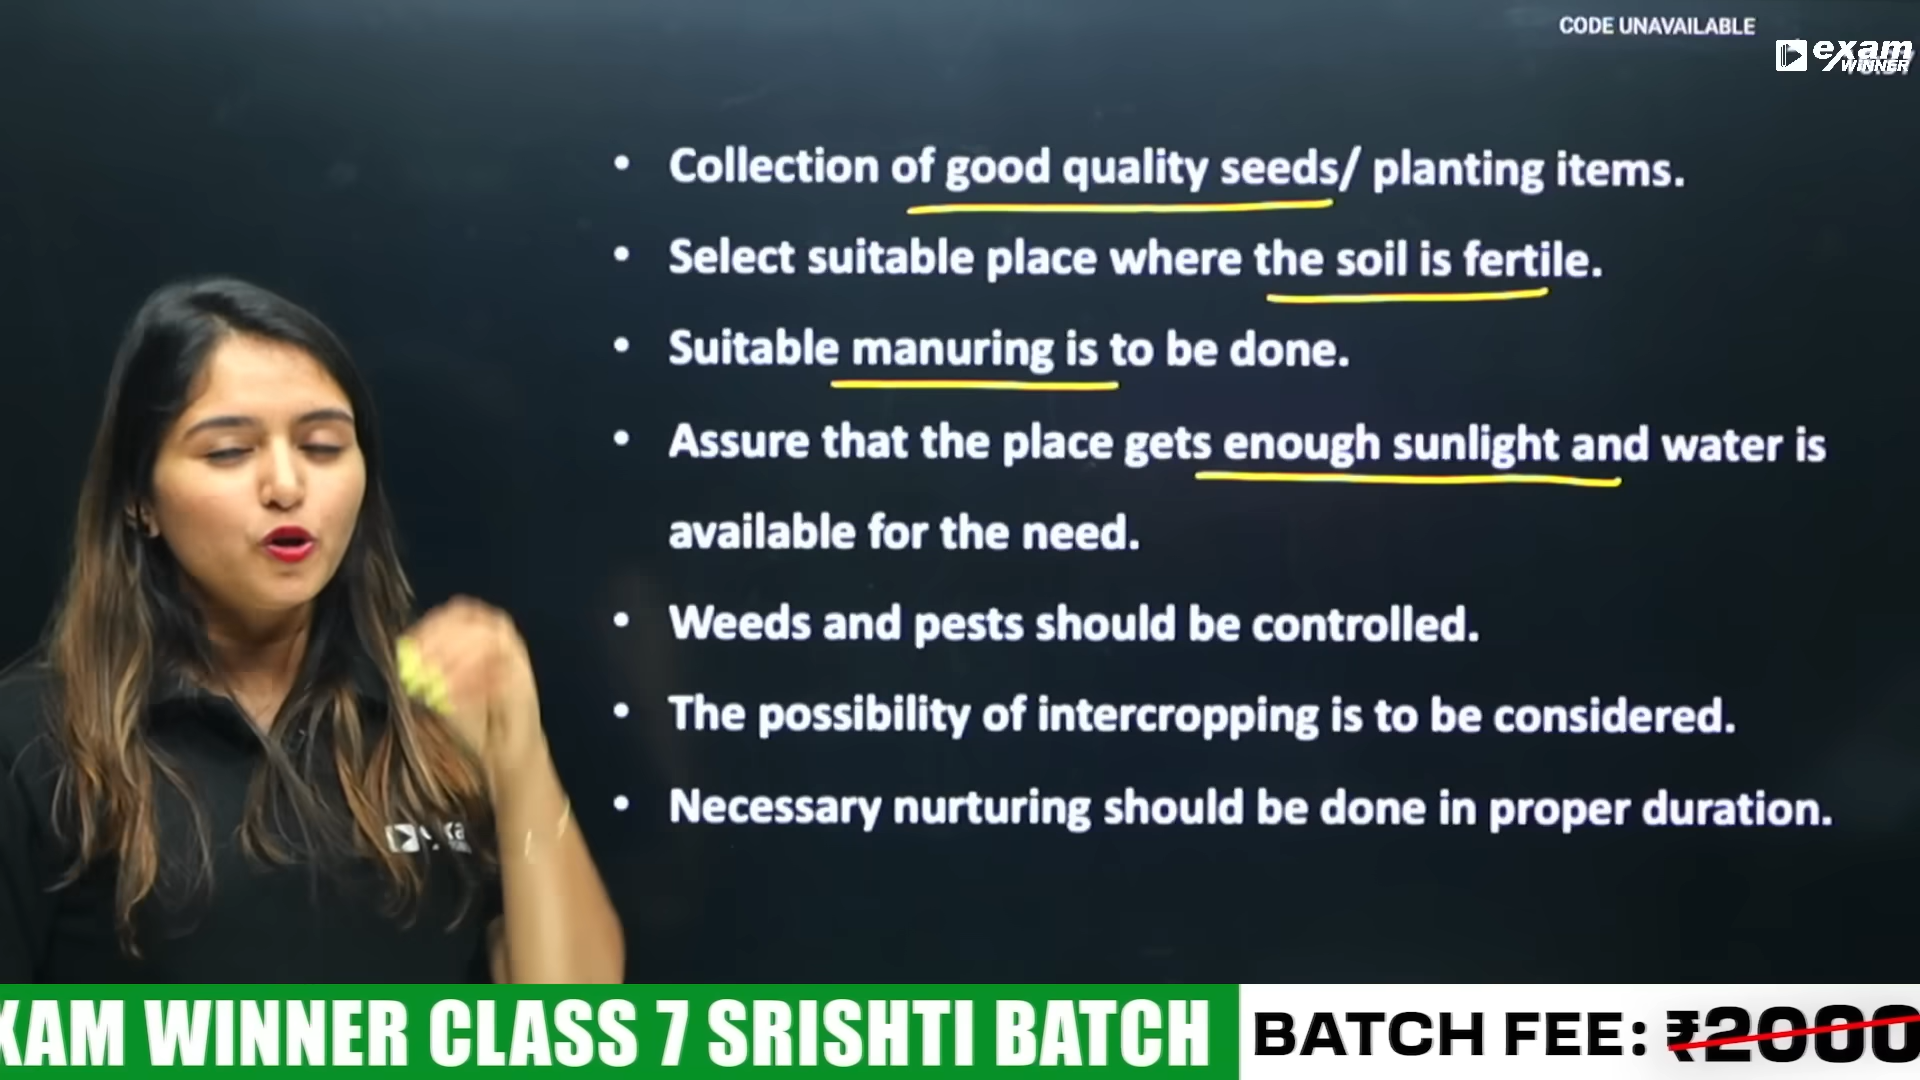 CODE UNAVAILABLE
exam
WINNER
• Collection of good quality seeds/ planting items.
• Select suitable place where the soil is fertile.
• Suitable manuring is to be done.
• Assure that the place gets enough sunlight and water is
available for the need.
• Weeds and pests should be controlled.
• The possibility of intercropping is to be considered.
• Necessary nurturing should be done in proper duration.
XAM WINNER CLASS 7 SRISHTI BATCH
BATCH FEE: ₹2000